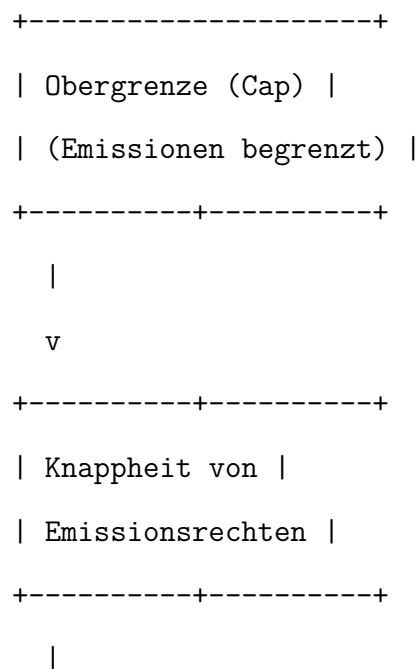 +---------------------+
| Obergrenze (Cap) |
| (Emissionen begrenzt) |
+----------+----------+
|
v
+----------+----------+
| Knappheit von |
| Emissionsrechten |
+----------+----------+
|